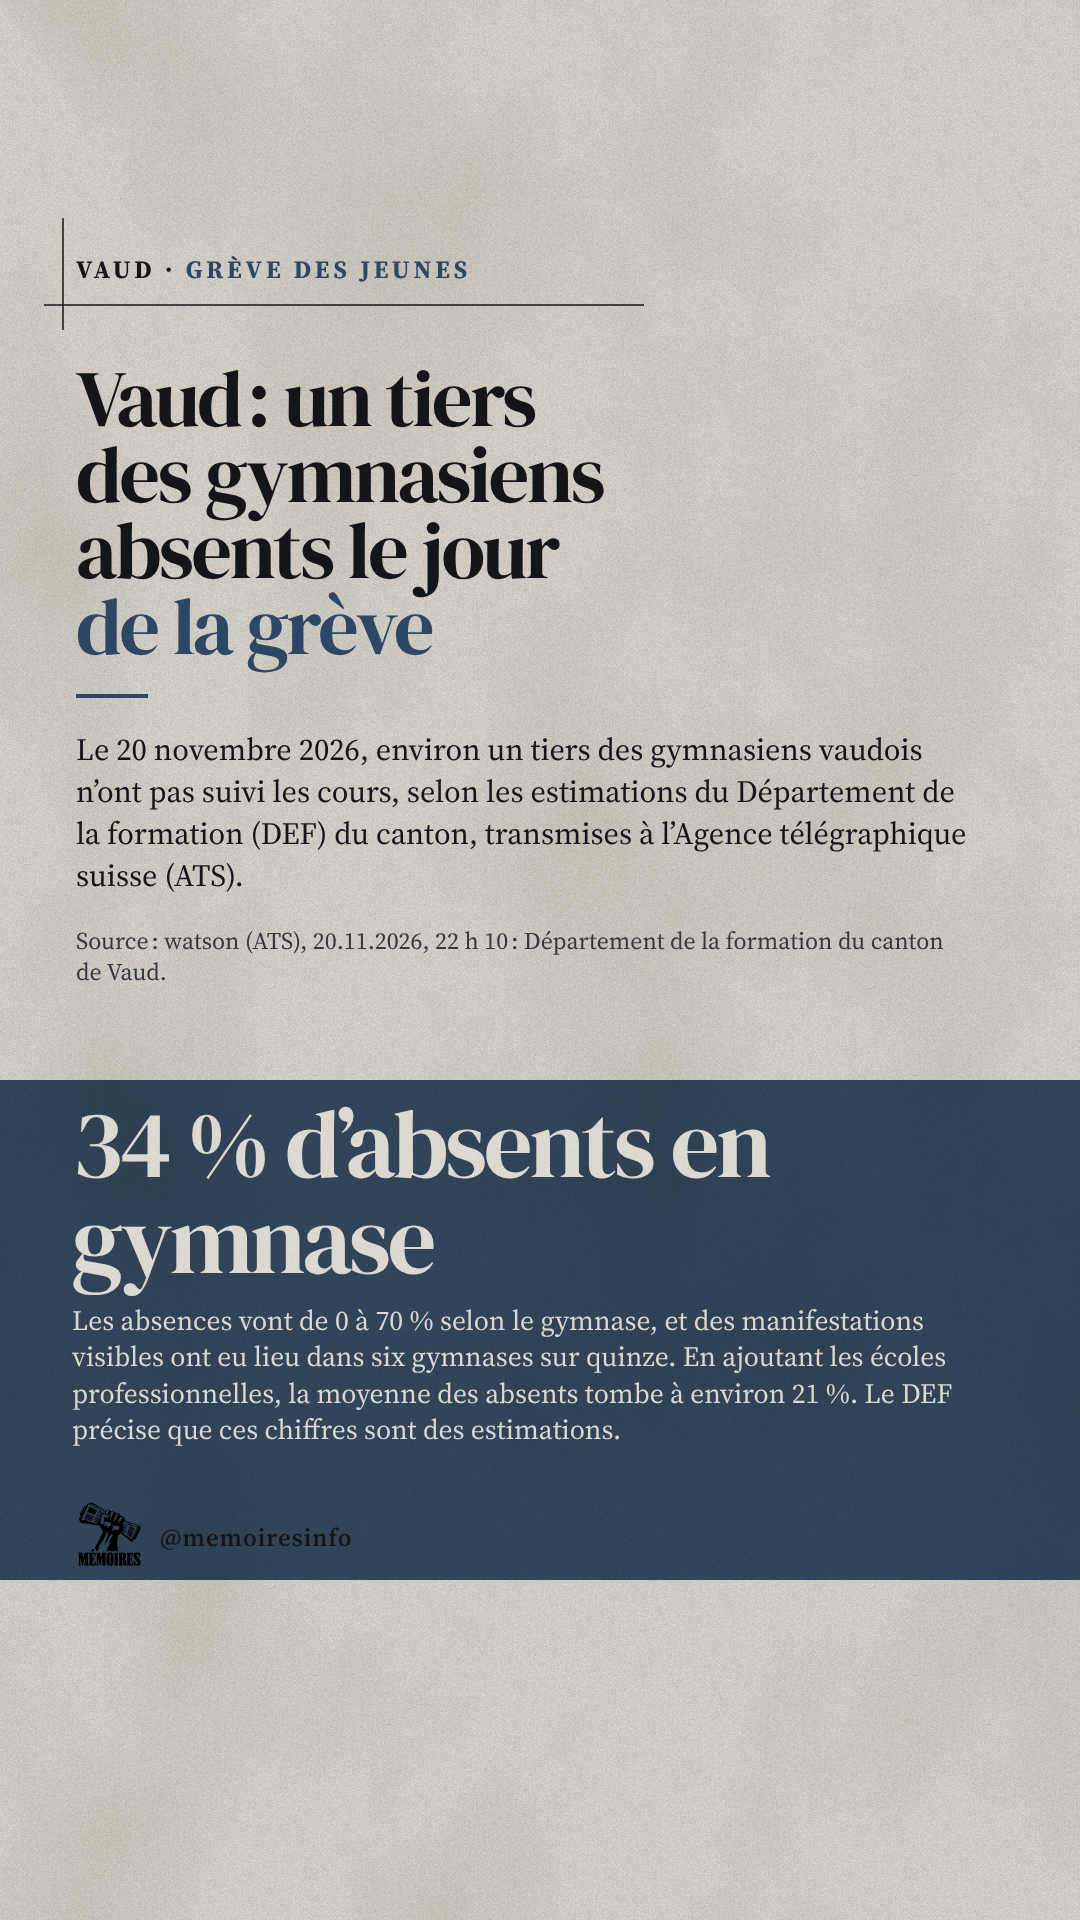 VAUD · GRÈVE DES JEUNES
Vaud : un tiers
des gymnasiens
absents le jour
de la grève
Le 20 novembre 2026, environ un tiers des gymnasiens vaudois
n’ont pas suivi les cours, selon les estimations du Département de
la formation (DEF) du canton, transmises à l’Agence télégraphique
suisse (ATS).
Source : watson (ATS), 20.11.2026, 22 h 10 : Département de la formation du canton
de Vaud.
34 % d’absents en
gymnase
Les absences vont de 0 à 70 % selon le gymnase, et des manifestations
visibles ont eu lieu dans six gymnases sur quinze. En ajoutant les écoles
professionnelles, la moyenne des absents tombe à environ 21 %. Le DEF
précise que ces chiffres sont des estimations.
MÉMOIRES
@memoiresinfo